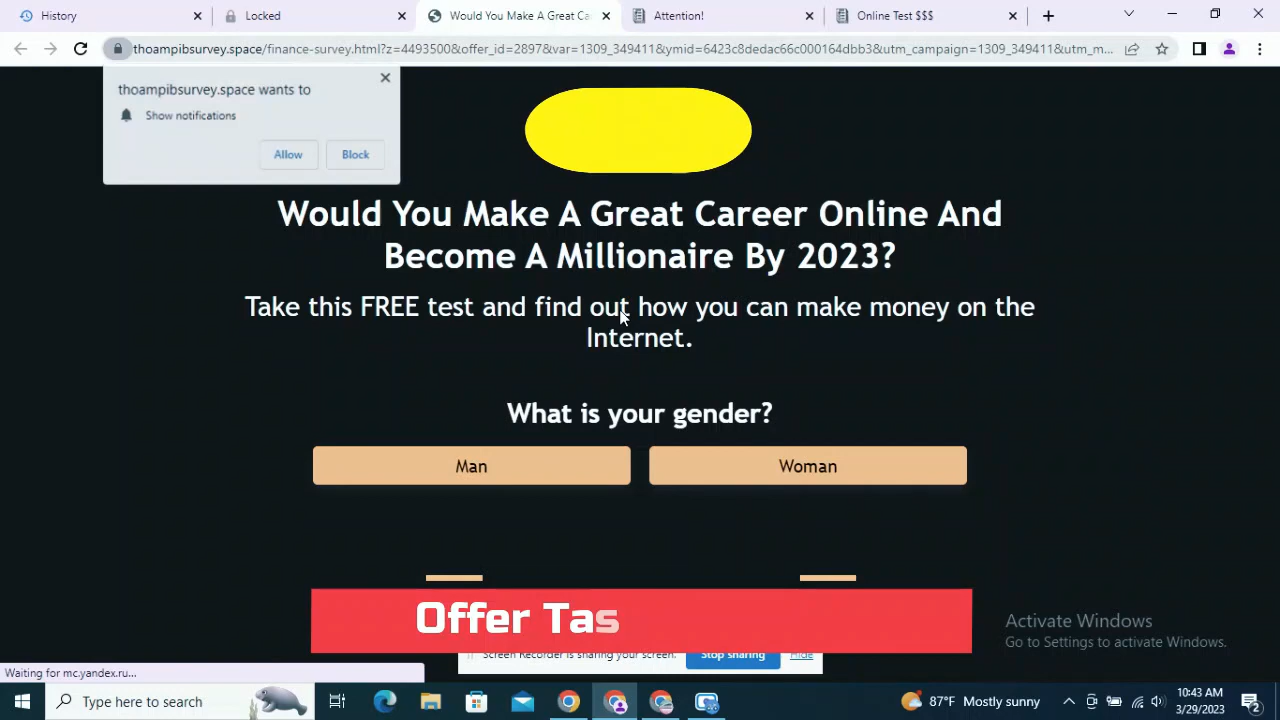 History
Locked
Would You Make A Great Ca
Attention!
Online Test $$$
thoampibsurvey.space/finance-survey.html?z=4493500&offer_id=2897&var=1309_349411&ymid=6423c8dedac66c000164dbb3&utm_campaign=1309_349411&utm_m...
thoampibsurvey.space wants to
Show notifications
Allow
Block
Would You Make A Great Career Online And
Become A Millionaire By 2023?
Take this FREE test and find out how you can make money on the
Internet.
What is your gender?
Man
Woman
Offer Tas
Activate Windows
Go to Settings to activate Windows.
Screen Recorder is sharing your screen.
Stop sharing
Hide
Waiting for mc.yandex.ru...
Type here to search
87°F Mostly sunny
10:43 AM
3/29/2023
2